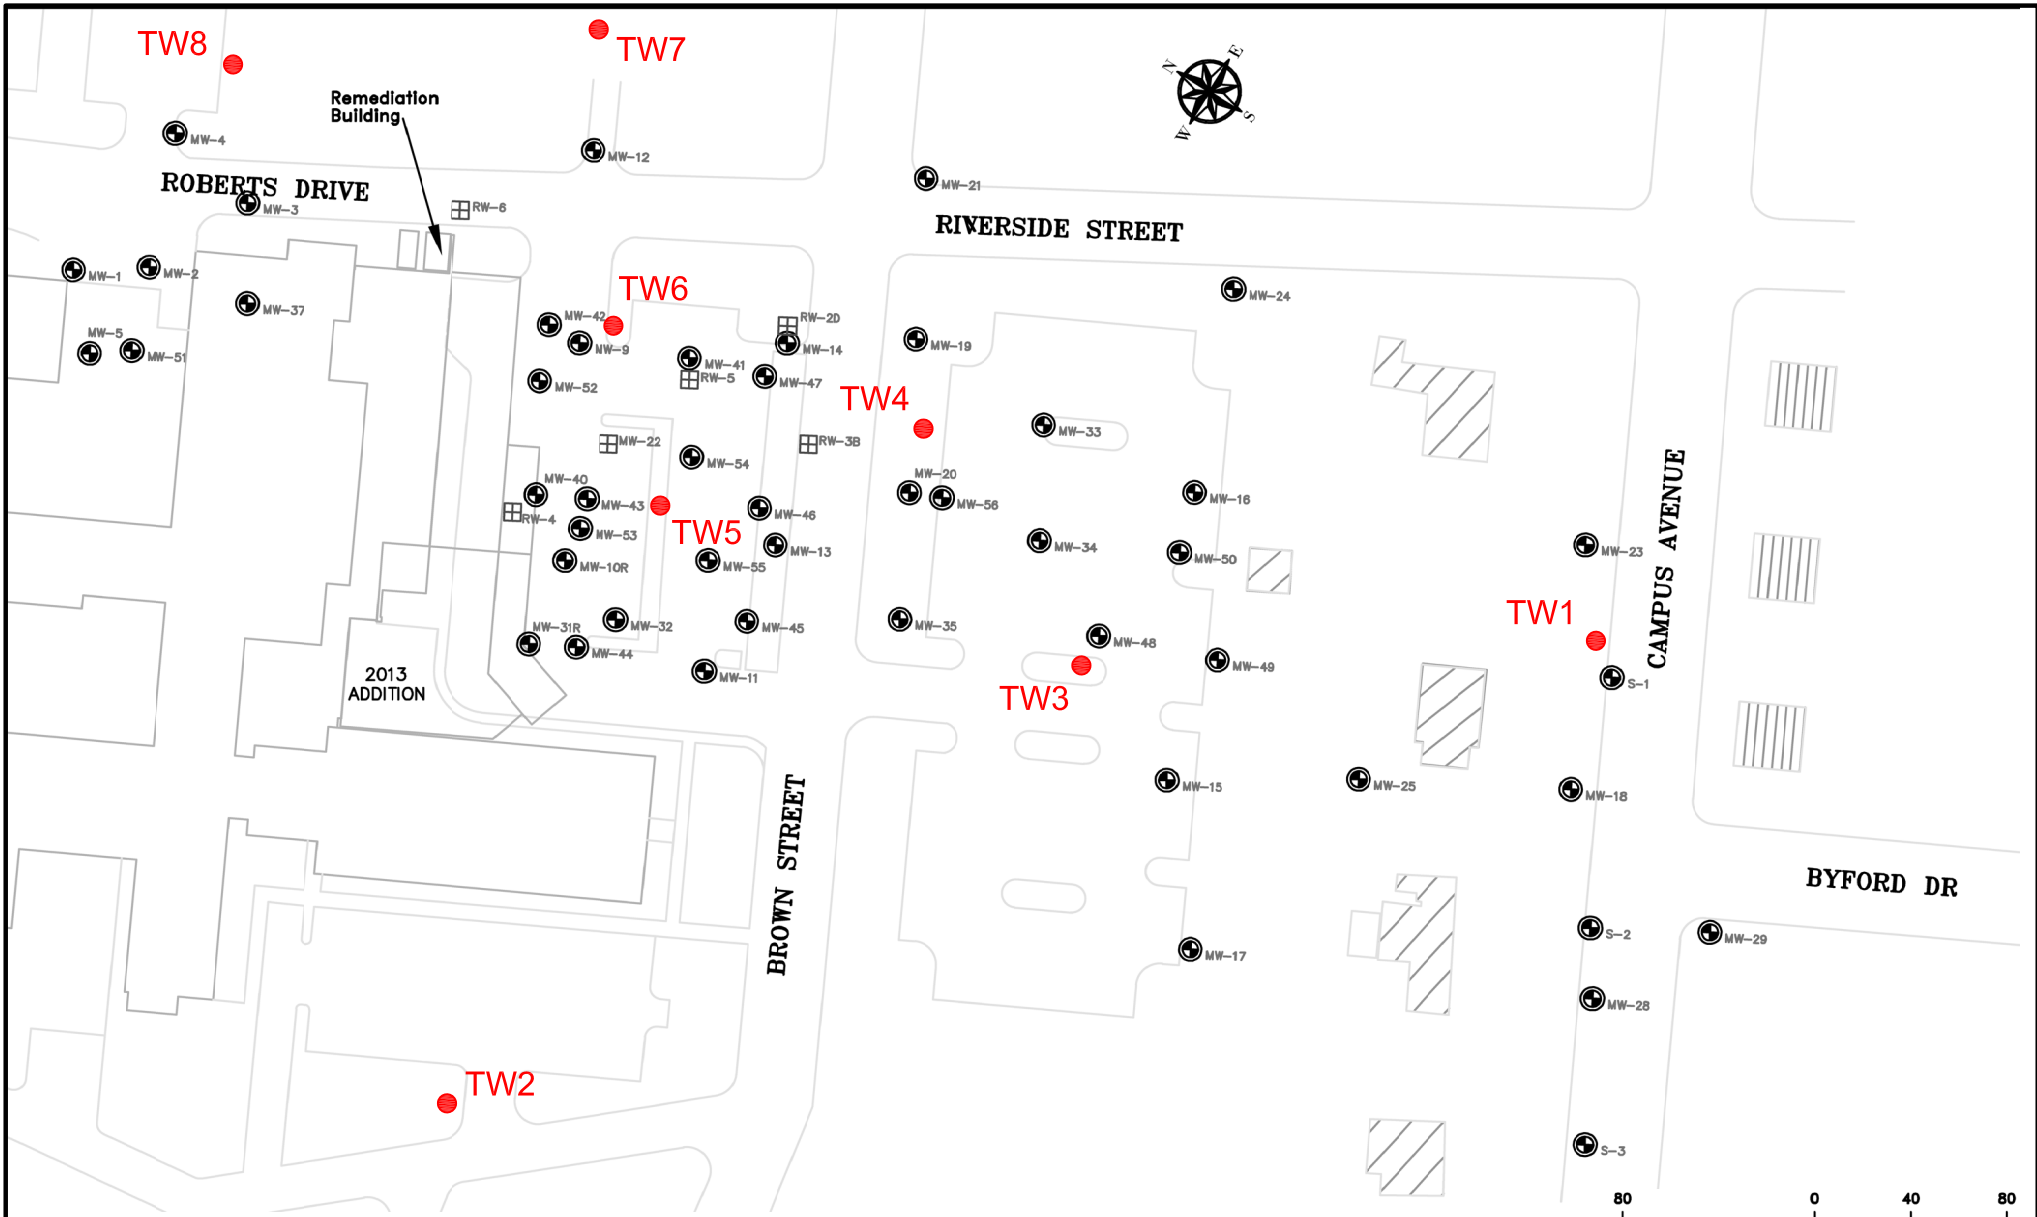 TW8
TW7
Remediation
Building
N
E
W
S
MW-4
MW-12
MW-21
ROBERTS DRIVE
MW-3
RW-6
RIVERSIDE STREET
MW-1
MW-2
MW-37
TW6
MW-24
MW-42
RW-2D
MW-5
MW-51
NW-9
MW-14
MW-19
MW-41
RW-5
MW-47
MW-52
TW4
MW-22
RW-3B
MW-33
MW-54
MW-40
MW-20
MW-43
MW-56
MW-16
RW-4
MW-46
TW5
MW-53
MW-13
MW-34
MW-50
MW-23
MW-10R
MW-55
CAMPUS AVENUE
TW1
MW-31R
MW-32
MW-45
MW-35
MW-48
MW-44
MW-49
2013
ADDITION
MW-11
S-1
TW3
MW-15
MW-25
MW-18
BROWN STREET
BYFORD DR
S-2
MW-29
MW-17
MW-28
TW2
S-3
80
0
40
80